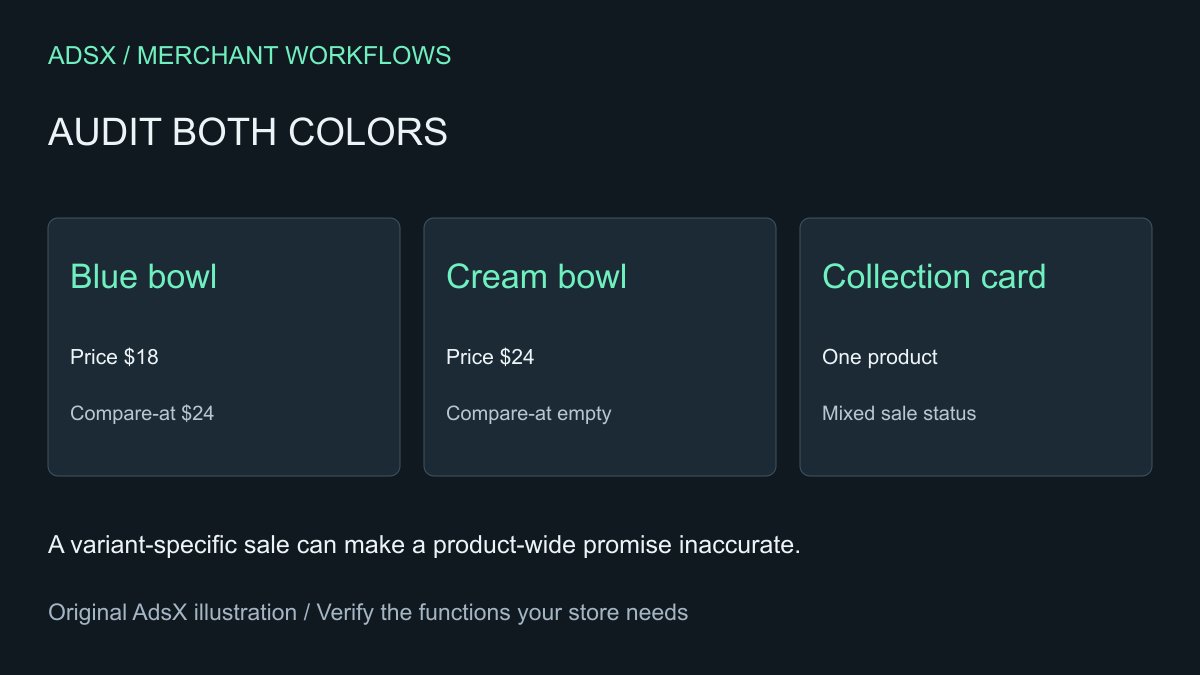 ADSX / MERCHANT WORKFLOWS
AUDIT BOTH COLORS
Blue bowl
Price $18
Compare-at $24
Cream bowl
Price $24
Compare-at empty
Collection card
One product
Mixed sale status
A variant-specific sale can make a product-wide promise inaccurate.
Original AdsX illustration / Verify the functions your store needs